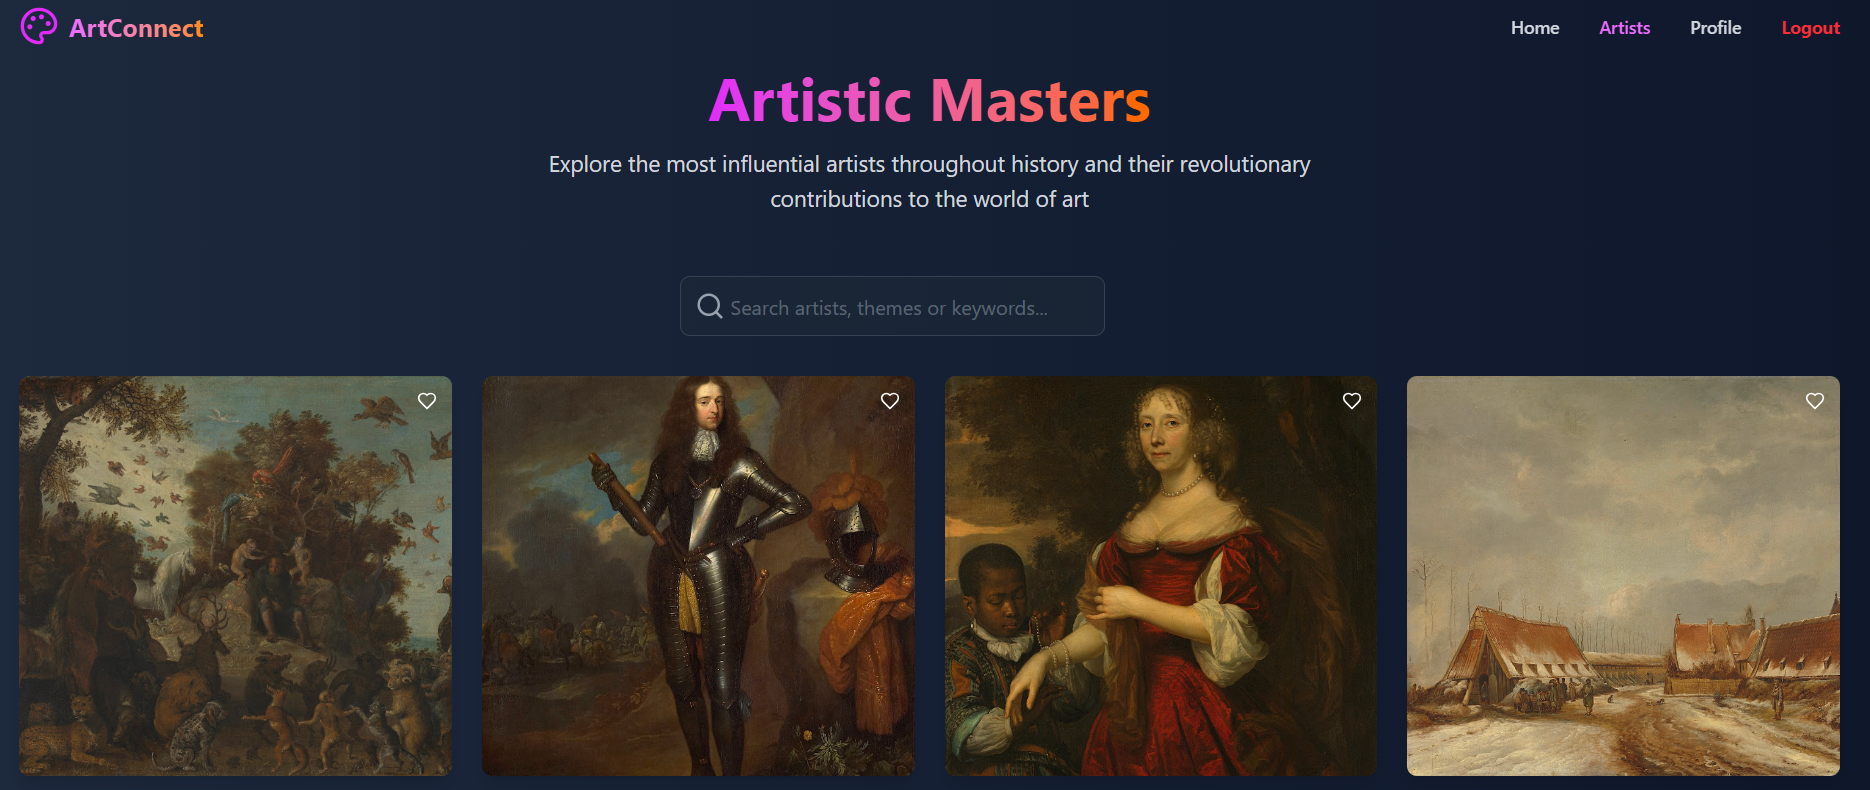 ArtConnect
Home
Artists
Profile
Logout
Artistic Masters
Explore the most influential artists throughout history and their revolutionary
contributions to the world of art
Search artists, themes or keywords...